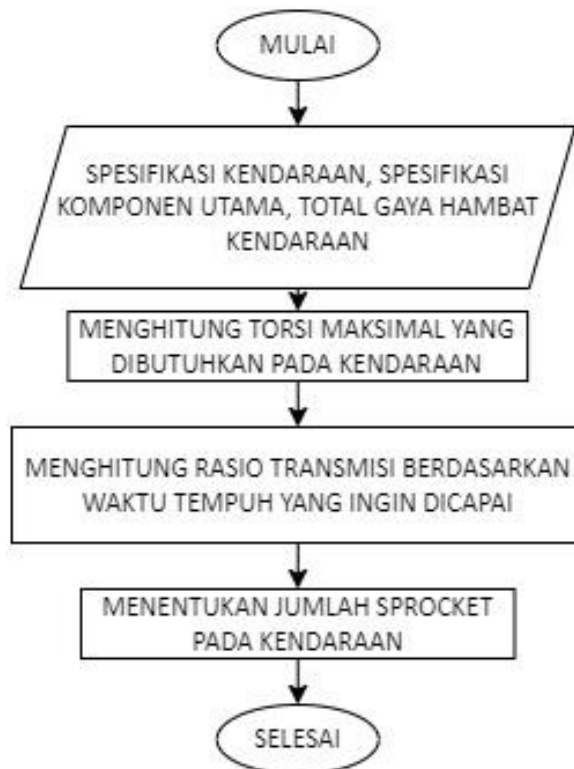 MULAI
SPESIFIKASI KENDARAAN, SPESIFIKASI
KOMPONEN UTAMA, TOTAL GAYA HAMBAT
KENDARAAN
MENGHITUNG TORSI MAKSIMAL YANG
DIBUTUHKAN PADA KENDARAAN
MENGHITUNG RASIO TRANSMISI BERDASARKAN
WAKTU TEMPUH YANG INGIN DICAPAI
MENENTUKAN JUMLAH SPROCKET
PADA KENDARAAN
SELESAI